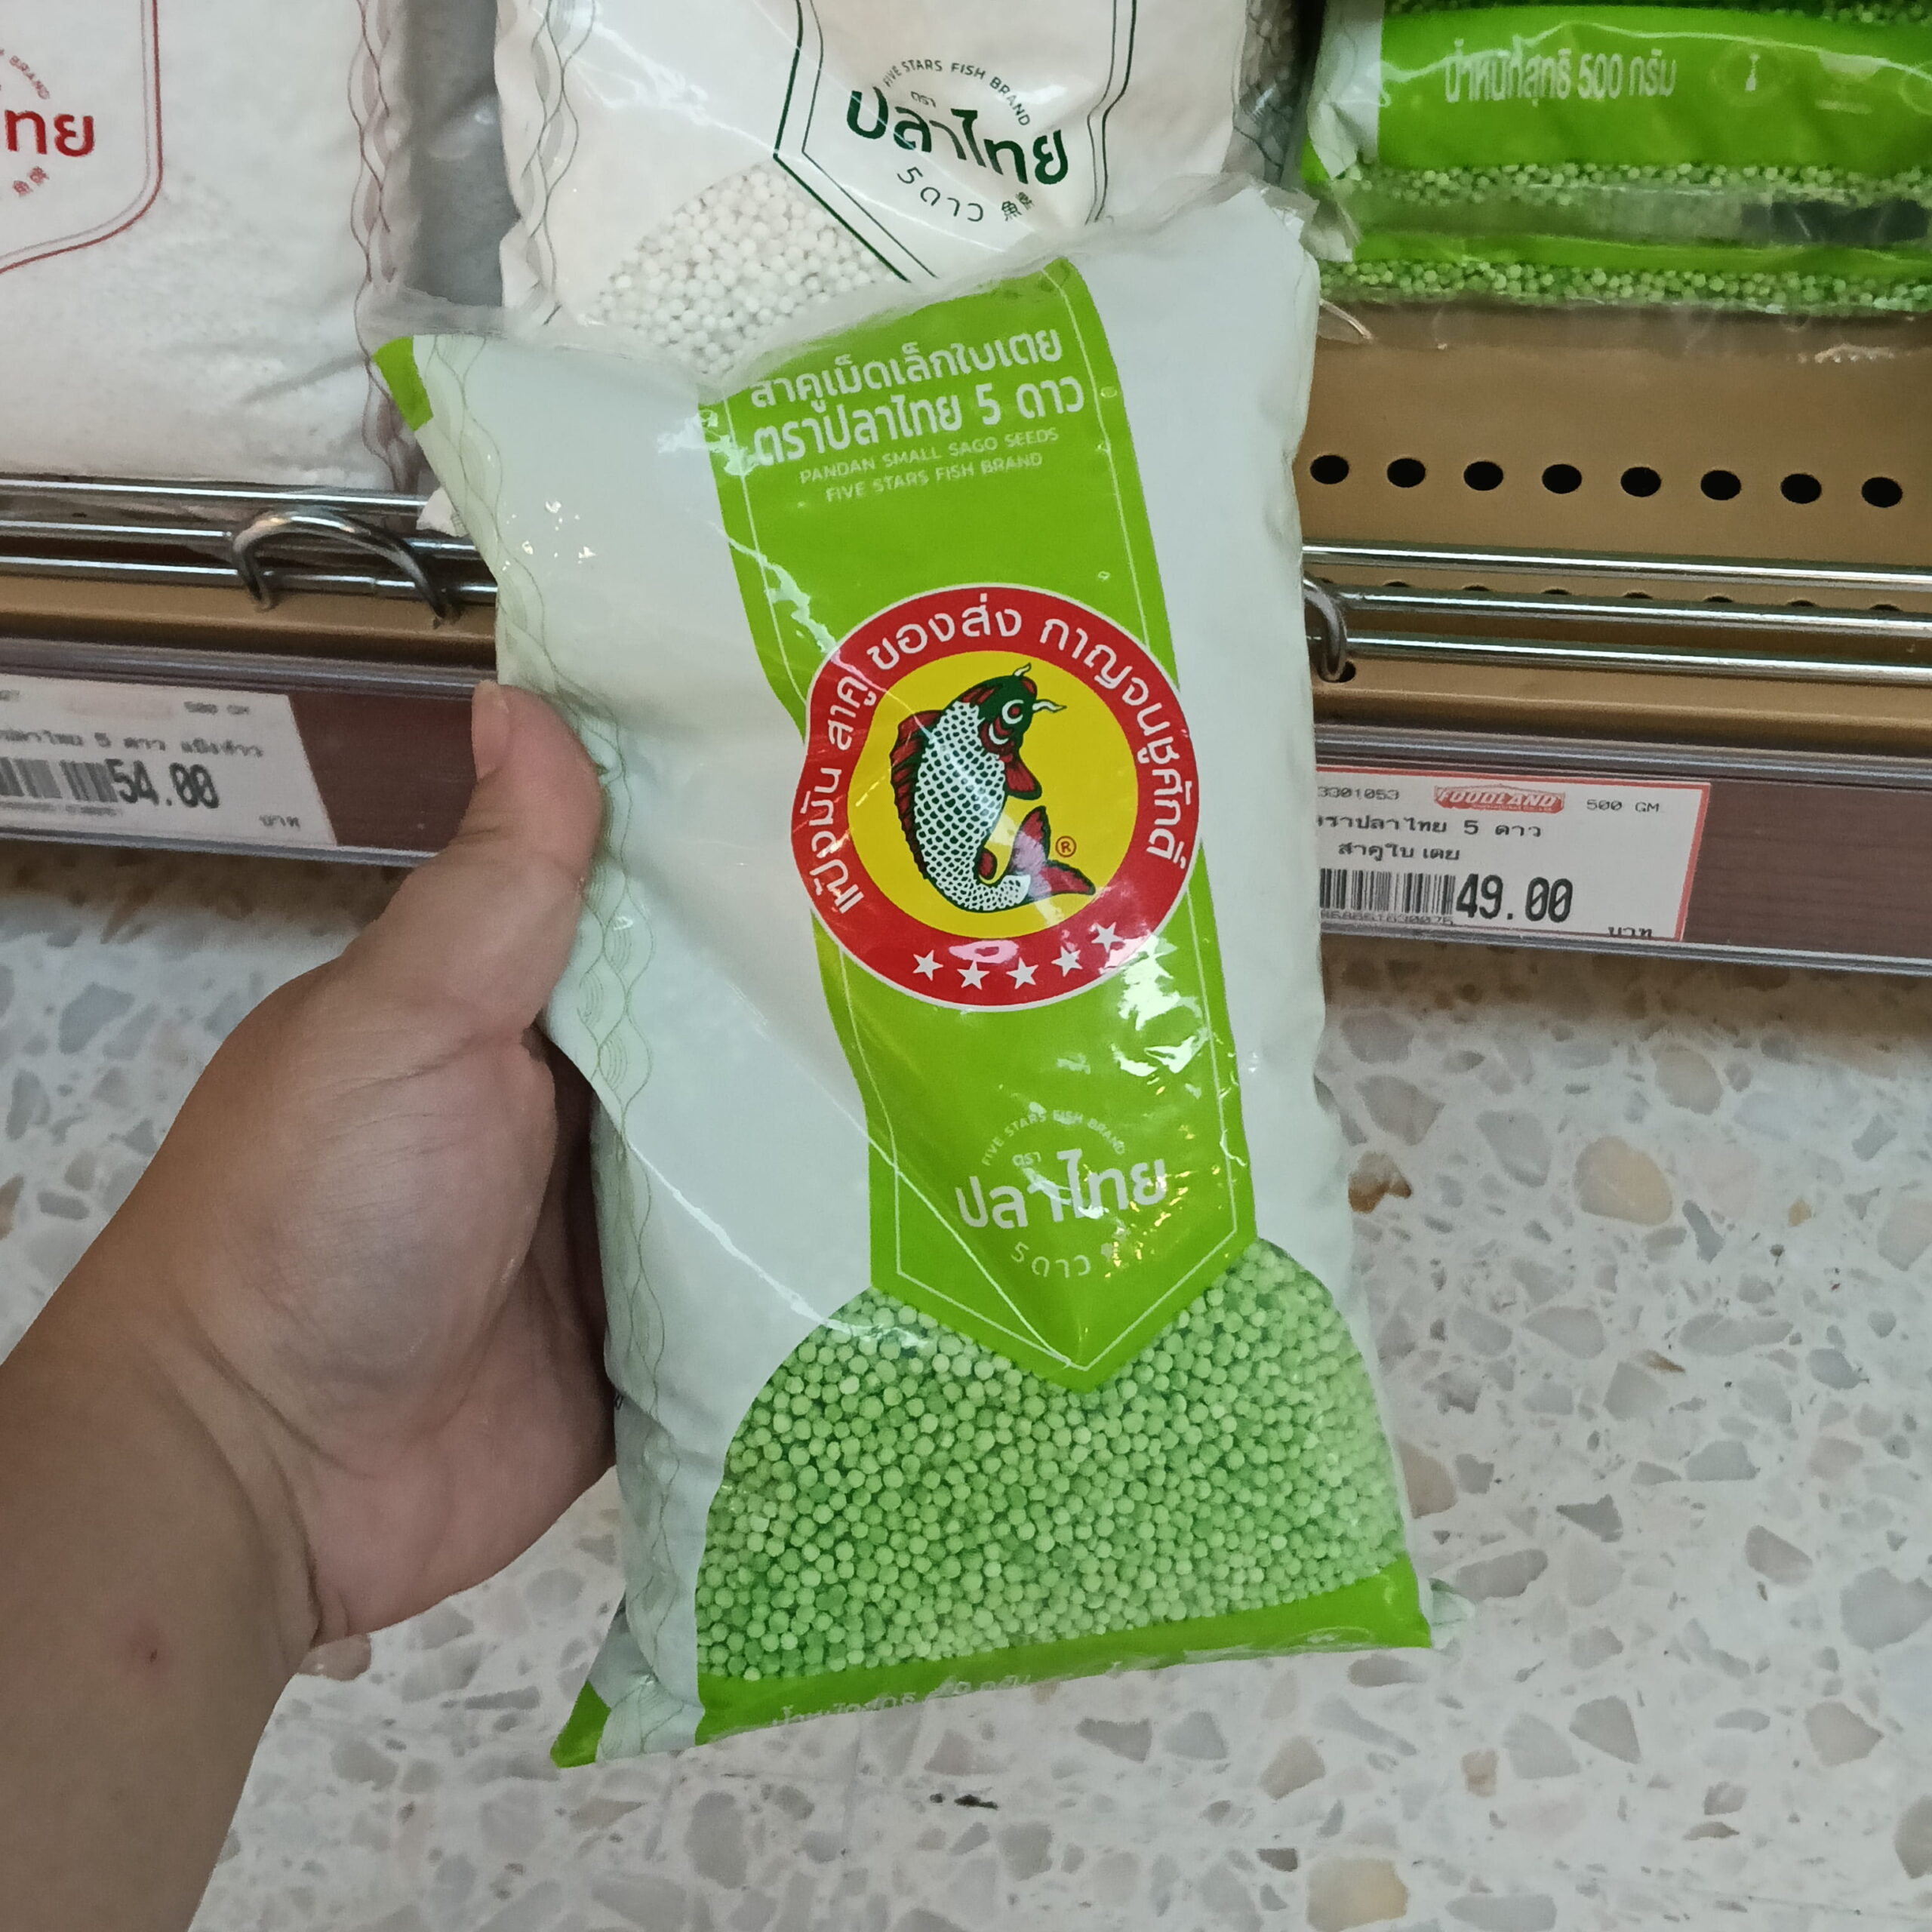 FIVE STARS FISH BRAND
ตรา
ปลาไทย
5 ดาว
น้ำหนักสุทธิ 500 กรัม
สาคูเม็ดเล็กใบเตย
ตราปลาไทย 5 ดาว
PANDAN SMALL SAGO SEEDS
FIVE STARS FISH BRAND
แป้งมัน สาคู ของส่ง กาญจนชูศักดิ์
®
FIVE STARS FISH BRAND
ตรา
ปลาไทย
5 ดาว
500 GM
5 ดาว
54.00
บาท
3301053 FOODLAND 500 GM
ตราปลาไทย 5 ดาว
สาคูใบเตย
49.00
บาท